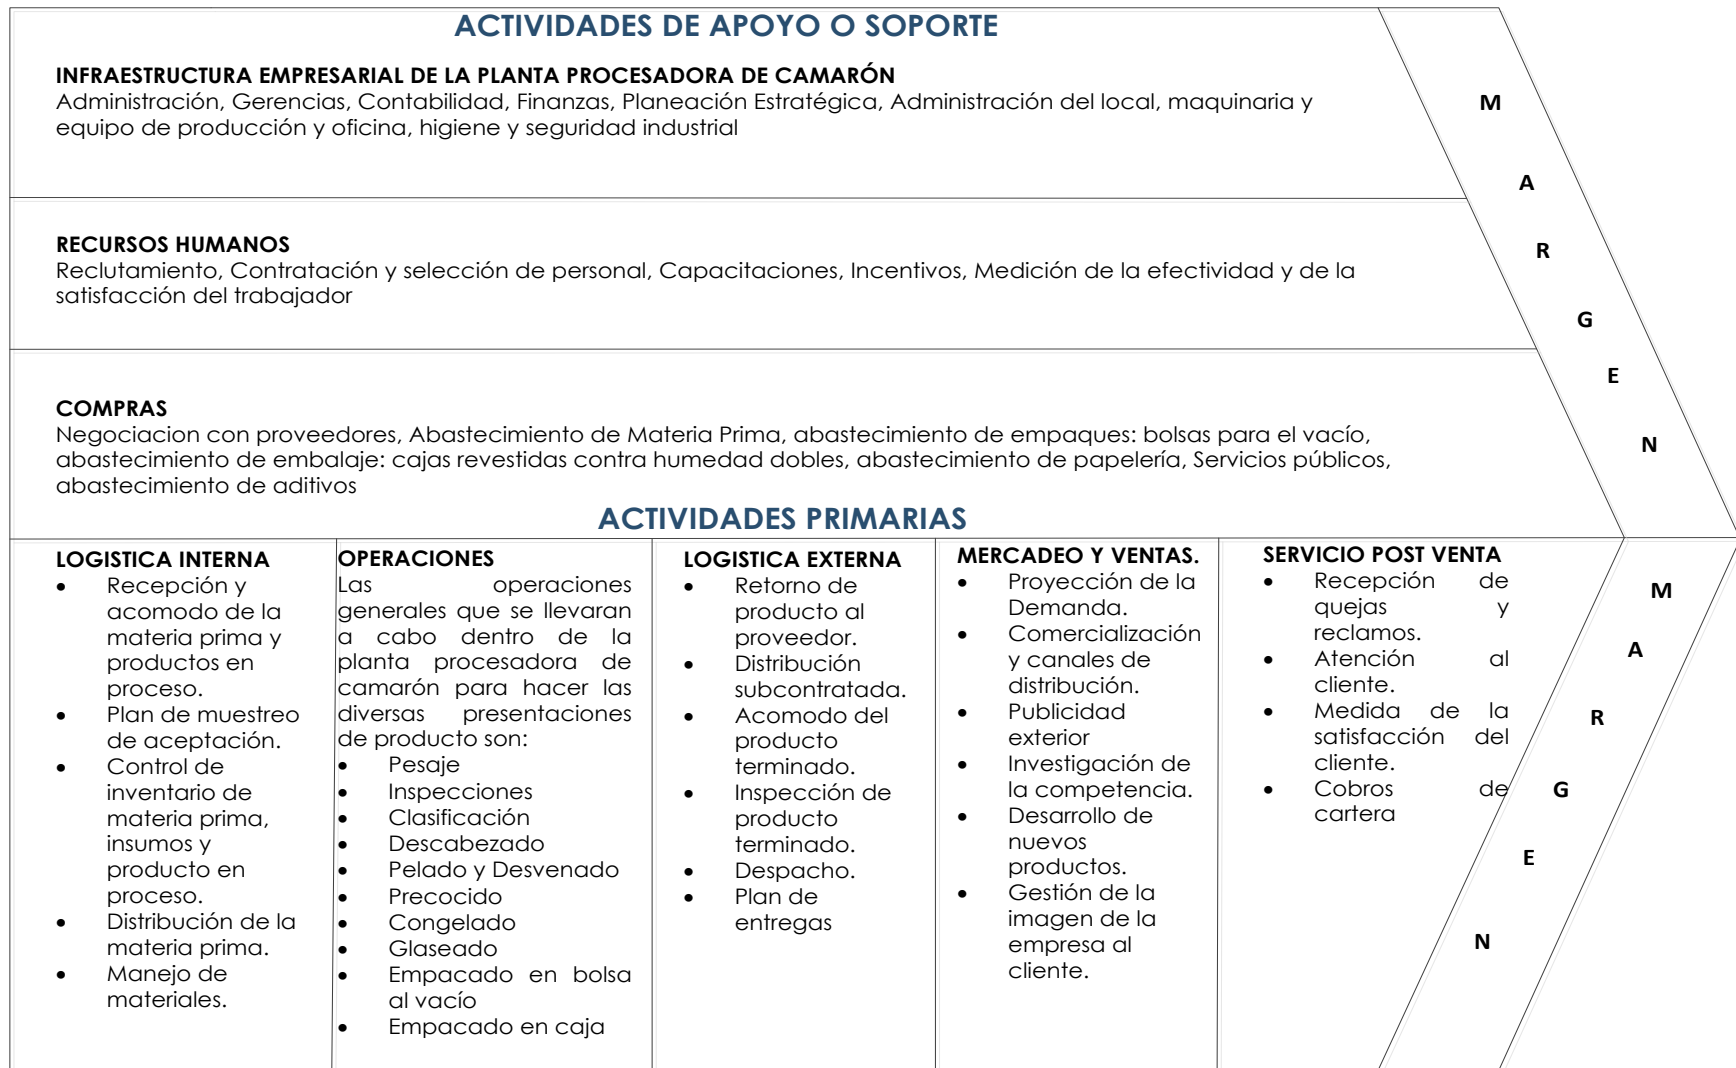 ACTIVIDADES DE APOYO O SOPORTE
INFRAESTRUCTURA EMPRESARIAL DE LA PLANTA PROCESADORA DE CAMARÓN
Administración, Gerencias, Contabilidad, Finanzas, Planeación Estratégica, Administración del local, maquinaria y
equipo de producción y oficina, higiene y seguridad industrial
RECURSOS HUMANOS
Reclutamiento, Contratación y selección de personal, Capacitaciones, Incentivos, Medición de la efectividad y de la
satisfacción del trabajador
COMPRAS
Negociacion con proveedores, Abastecimiento de Materia Prima, abastecimiento de empaques: bolsas para el vacío,
abastecimiento de embalaje: cajas revestidas contra humedad dobles, abastecimiento de papelería, Servicios públicos,
abastecimiento de aditivos
M
A
R
G
E
N
ACTIVIDADES PRIMARIAS
LOGISTICA INTERNA
• Recepción y
acomodo de la
materia prima y
productos en
proceso.
• Plan de muestreo
de aceptación.
• Control de
inventario de
materia prima,
insumos y
producto en
proceso.
• Distribución de la
materia prima.
• Manejo de
materiales.
OPERACIONES
Las operaciones
generales que se llevaran
a cabo dentro de la
planta procesadora de
camarón para hacer las
diversas presentaciones
de producto son:
• Pesaje
• Inspecciones
• Clasificación
• Descabezado
• Pelado y Desvenado
• Precocido
• Congelado
• Glaseado
• Empacado en bolsa
al vacío
• Empacado en caja
LOGISTICA EXTERNA
• Retorno de
producto al
proveedor.
• Distribución
subcontratada.
• Acomodo del
producto
terminado.
• Inspección de
producto
terminado.
• Despacho.
• Plan de
entregas
MERCADEO Y VENTAS.
• Proyección de la
Demanda.
• Comercialización
y canales de
distribución.
• Publicidad
exterior
• Investigación de
la competencia.
• Desarrollo de
nuevos
productos.
• Gestión de la
imagen de la
empresa al
cliente.
SERVICIO POST VENTA
• Recepción de
quejas y
reclamos.
• Atención al
cliente.
• Medida de la
satisfacción del
cliente.
• Cobros de
cartera
M
A
R
G
E
N